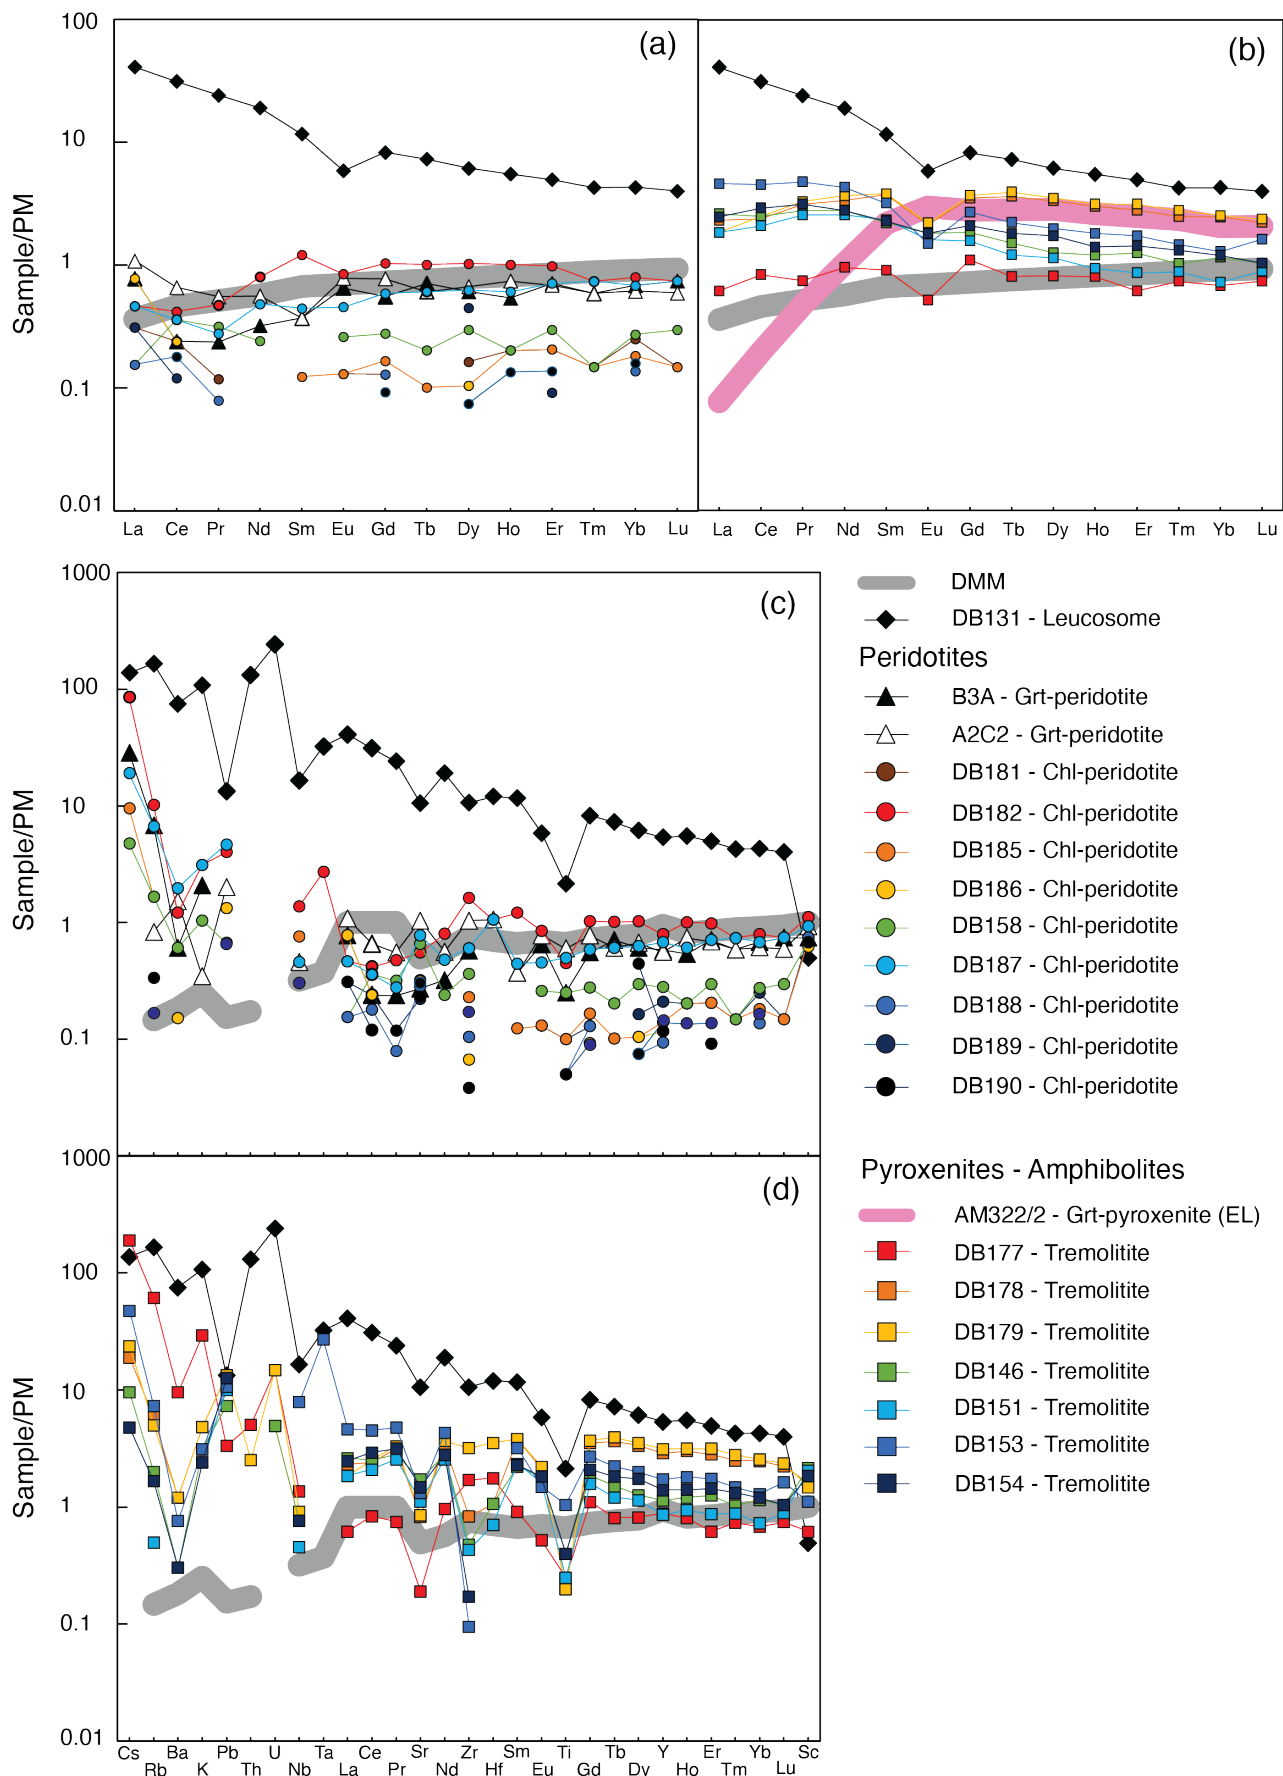 100
10
1
0.1
0.01
Sample/PM
(a)
(b)
La Ce Pr Nd Sm Eu Gd Tb Dy Ho Er Tm Yb Lu
La Ce Pr Nd Sm Eu Gd Tb Dy Ho Er Tm Yb Lu
1000
100
10
1
0.1
Sample/PM
(c)
DMM
DB131 - Leucosome
Peridotites
B3A - Grt-peridotite
A2C2 - Grt-peridotite
DB181 - Chl-peridotite
DB182 - Chl-peridotite
DB185 - Chl-peridotite
DB186 - Chl-peridotite
DB158 - Chl-peridotite
DB187 - Chl-peridotite
DB188 - Chl-peridotite
DB189 - Chl-peridotite
DB190 - Chl-peridotite
1000
100
10
1
0.1
0.01
Sample/PM
(d)
Pyroxenites - Amphibolites
AM322/2 - Grt-pyroxenite (EL)
DB177 - Tremolitite
DB178 - Tremolitite
DB179 - Tremolitite
DB146 - Tremolitite
DB151 - Tremolitite
DB153 - Tremolitite
DB154 - Tremolitite
Cs Ba Pb U Ta Ce Sr Zr Sm Ti Tb Y Er Yb Sc
Rb K Th Nb La Pr Nd Hf Eu Gd Dy Ho Tm Lu